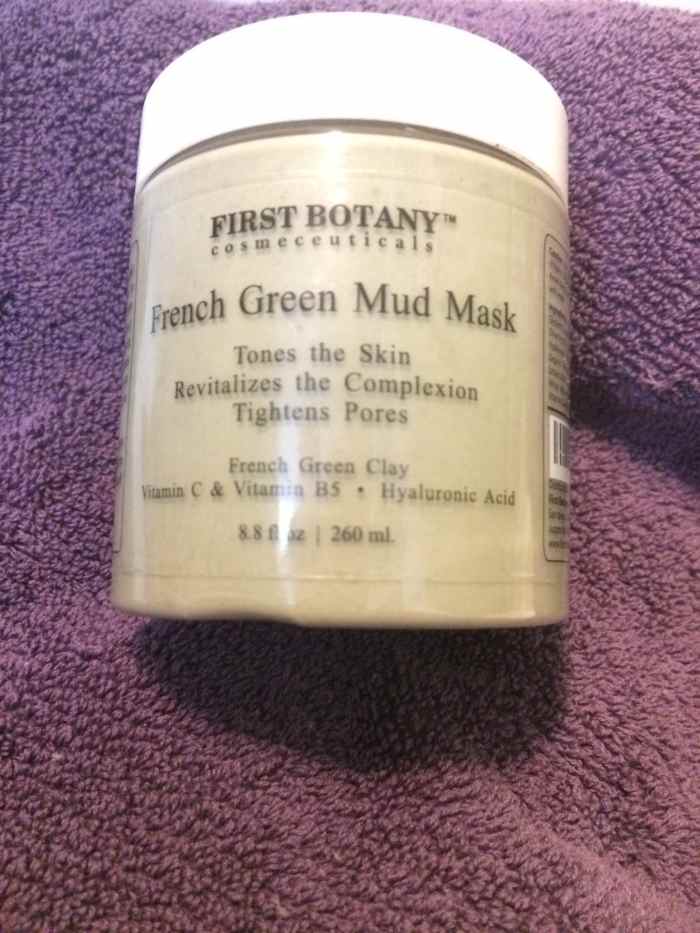 FIRST BOTANY™
cosmeceuticals
French Green Mud Mask
Tones the Skin
Revitalizes the Complexion
Tightens Pores
French Green Clay
Vitamin C & Vitamin B5 • Hyaluronic Acid
8.8 fl oz | 260 ml.